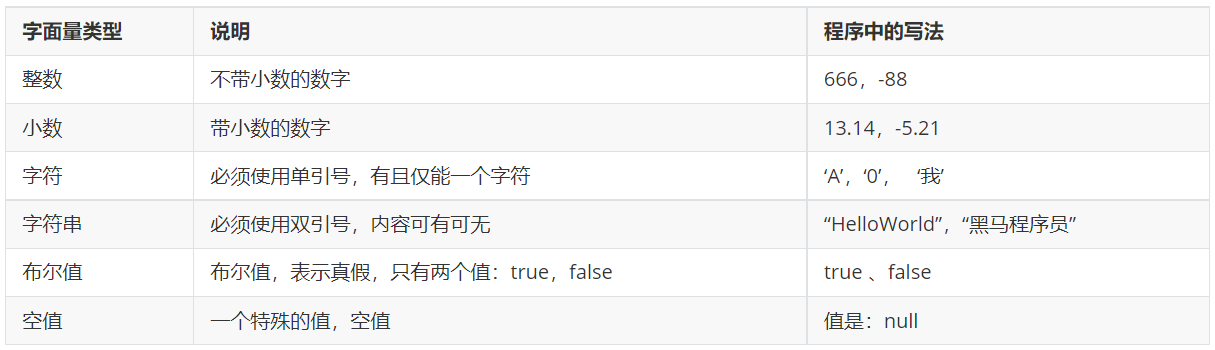 字面量类型 说明 程序中的写法
整数 不带小数的数字 666，-88
小数 带小数的数字 13.14，-5.21
字符 必须使用单引号，有且仅能一个字符 ‘A’，‘0’， ‘我’
字符串 必须使用双引号，内容可有可无 “HelloWorld”，“黑马程序员”
布尔值 布尔值，表示真假，只有两个值：true，false true 、false
空值 一个特殊的值，空值 值是：null